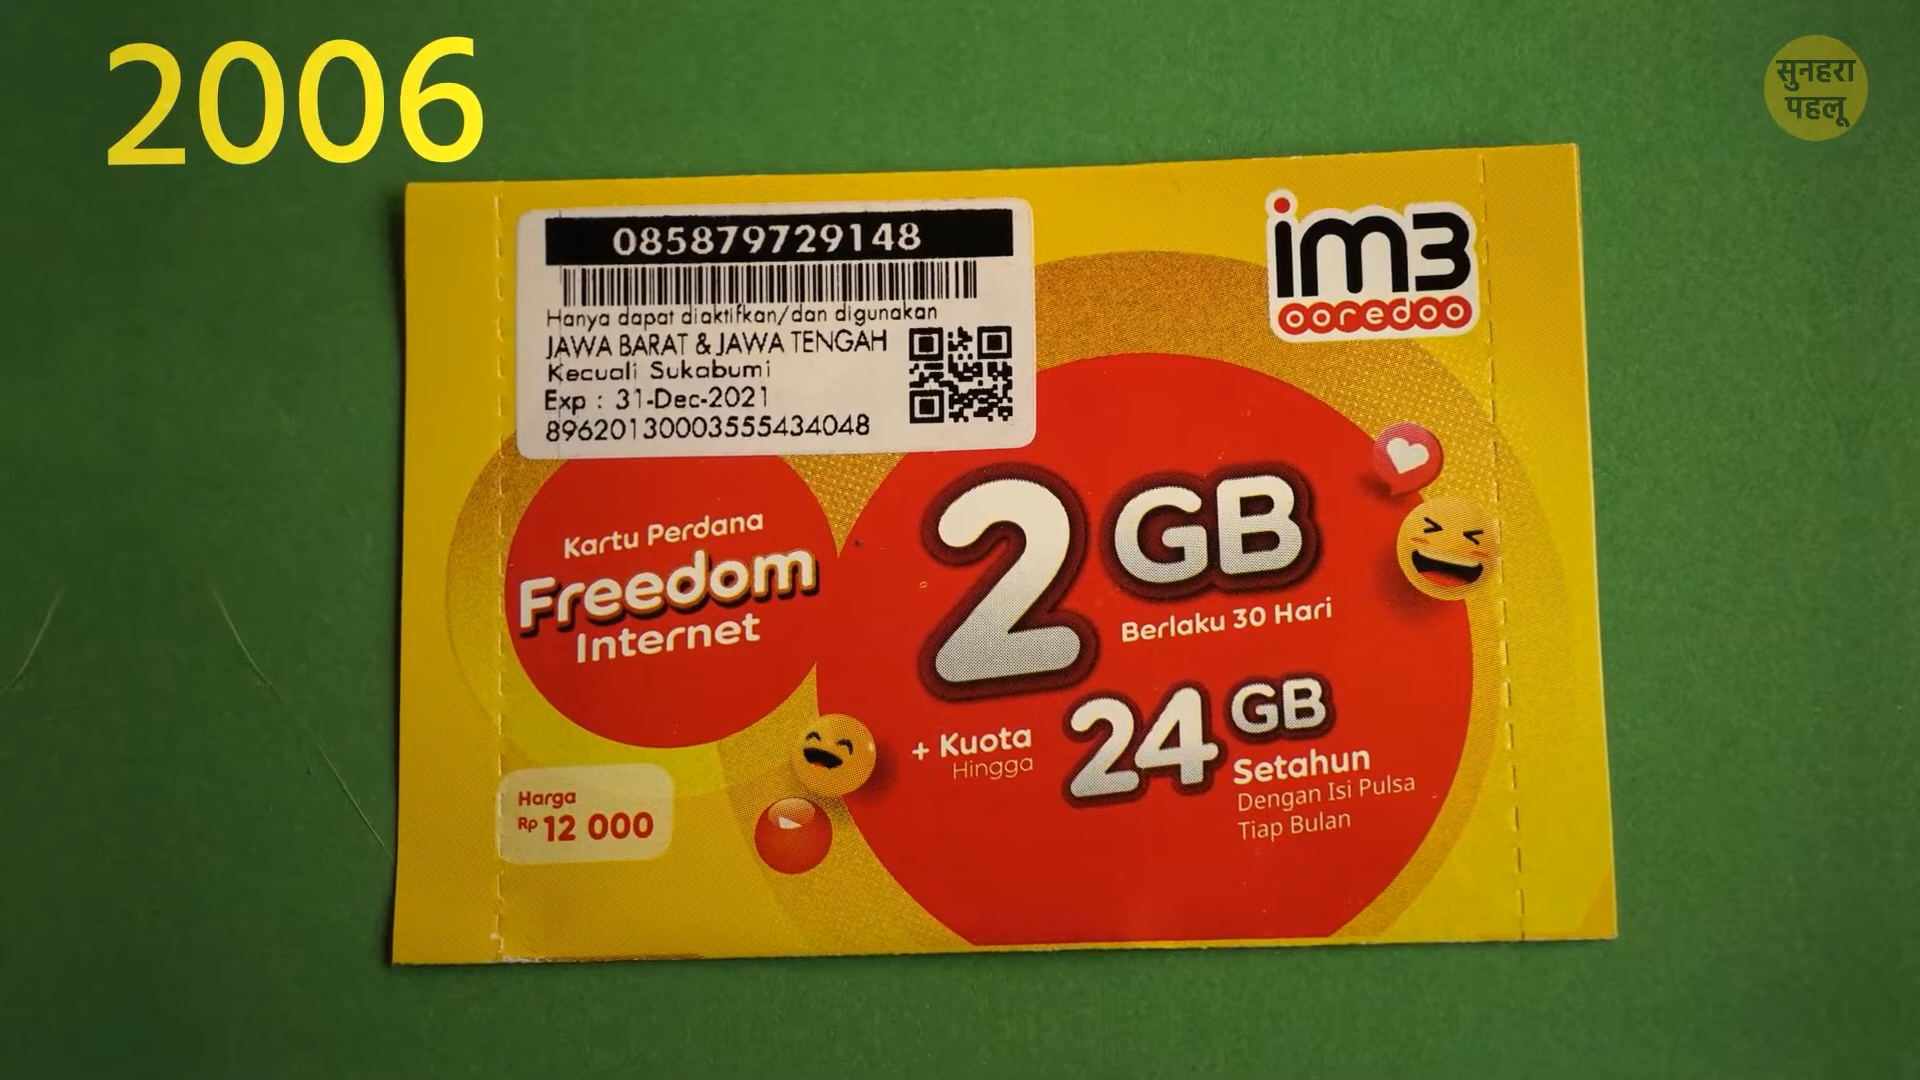 2006
सुनहरा
पहलू
085879729148
Hanya dapat diaktifkan/dan digunakan
JAWA BARAT & JAWA TENGAH
Kecuali Sukabumi
Exp : 31-Dec-2021
89620130003555434048
im3
ooredoo
Kartu Perdana
Freedom
Internet
2 GB
Berlaku 30 Hari
+ Kuota
Hingga
24 GB
Setahun
Dengan Isi Pulsa
Tiap Bulan
Harga
Rp 12 000